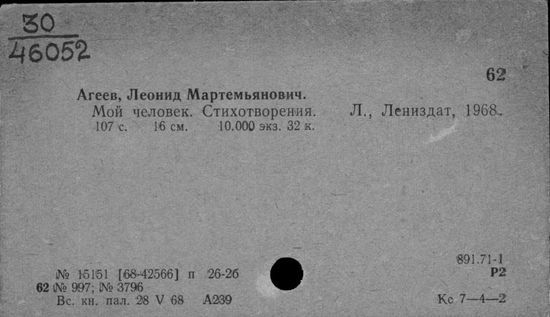 30
46052
62
Агеев, Леонид Мартемьянович.
Мой человек. Стихотворения. Л., Лениздат, 1968.
107 с. 16 см. 10.000 экз. 32 к.
891.71-1
№ 15151 [68-42566] п 26-26 Р2
62 № 997; № 3796
Вс. кн. пал. 28 V 68 А239 Кс 7—4—2